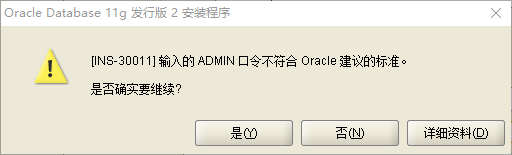 Oracle Database 11g 发行版 2 安装程序
[INS-30011] 输入的 ADMIN 口令不符合 Oracle 建议的标准。
是否确实要继续?
是(Y)
否(N)
详细资料(D)